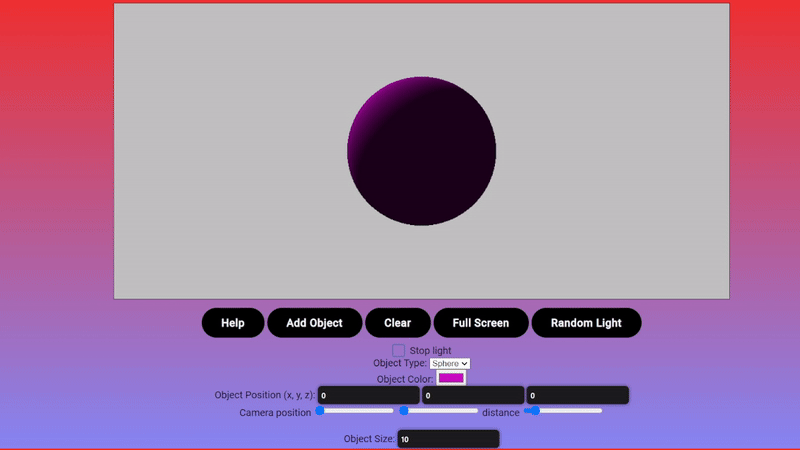 Help Add Object Clear Full Screen Random Light
Stop light
Object Type: Sphere
Object Color:
Object Position (x, y, z): 0 0 0
Camera position distance
Object Size: 10